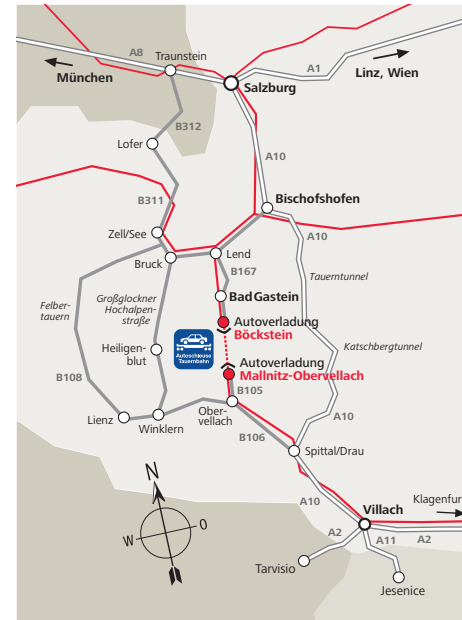 A8
Traunstein
München
A1
Linz, Wien
Salzburg
B312
Lofer
A10
B311
Bischofshofen
Zell/See
A10
Lend
Bruck
B167
Tauerntunnel
Felber-
tauern
Großglockner
Hochalpen-
straße
Bad Gastein
Autoverladung
Böckstein
Autoschleuse
Tauernbahn
Heiligen-
blut
Katschbergtunnel
Autoverladung
Mallnitz-Obervellach
B108
B105
Lienz
Winklern
Ober-
vellach
A10
B106
Spittal/Drau
A10
N
W
O
Villach
Klagenfur
A2
A11
A2
Tarvisio
Jesenice